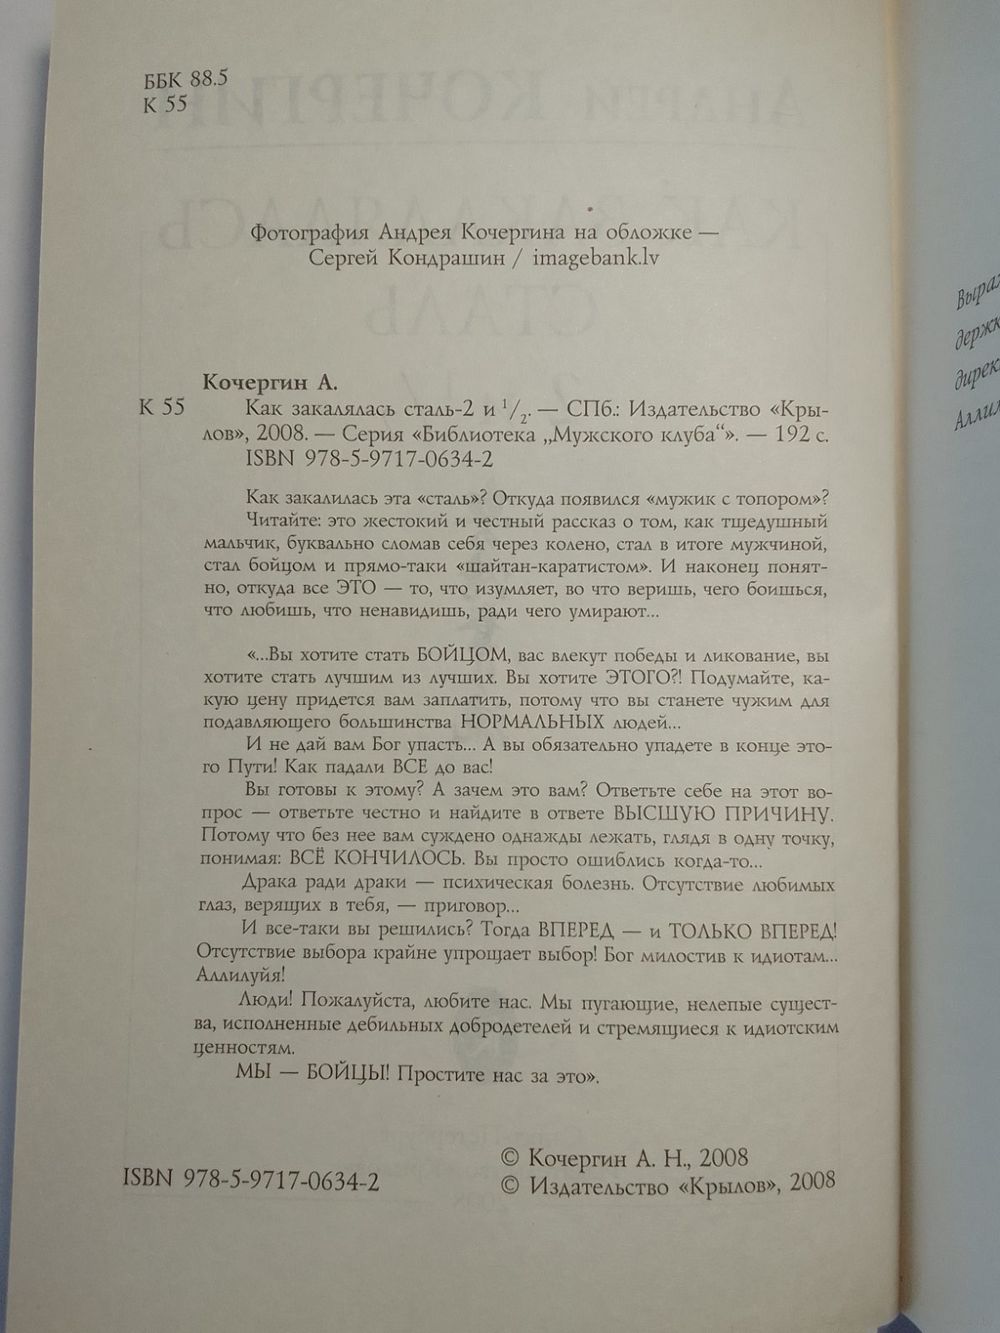 ББК 88.5
К 55
Фотография Андрея Кочергина на обложке —
Сергей Кондрашин / imagebank.lv
Кочергин А.
К 55 Как закалялась сталь-2 и 1/2. — СПб.: Издательство «Кры-
лов», 2008. — Серия «Библиотека „Мужского клуба“». — 192 с.
ISBN 978-5-9717-0634-2
Как закалилась эта «сталь»? Откуда появился «мужик с топором»?
Читайте: это жестокий и честный рассказ о том, как тщедушный
мальчик, буквально сломав себя через колено, стал в итоге мужчиной,
стал бойцом и прямо-таки «шайтан-каратистом». И наконец понят-
но, откуда все ЭТО — то, что изумляет, во что веришь, чего боишься,
что любишь, что ненавидишь, ради чего умирают...
«...Вы хотите стать БОЙЦОМ, вас влекут победы и ликование, вы
хотите стать лучшим из лучших. Вы хотите ЭТОГО?! Подумайте, ка-
кую цену придется вам заплатить, потому что вы станете чужим для
подавляющего большинства НОРМАЛЬНЫХ людей...
И не дай вам Бог упасть... А вы обязательно упадете в конце это-
го Пути! Как падали ВСЕ до вас!
Вы готовы к этому? А зачем это вам? Ответьте себе на этот во-
прос — ответьте честно и найдите в ответе ВЫСШУЮ ПРИЧИНУ.
Потому что без нее вам суждено однажды лежать, глядя в одну точку,
понимая: ВСЁ КОНЧИЛОСЬ. Вы просто ошиблись когда-то...
Драка ради драки — психическая болезнь. Отсутствие любимых
глаз, верящих в тебя, — приговор...
И все-таки вы решились? Тогда ВПЕРЕД — и ТОЛЬКО ВПЕРЕД!
Отсутствие выбора крайне упрощает выбор! Бог милостив к идиотам...
Аллилуйя!
Люди! Пожалуйста, любите нас. Мы пугающие, нелепые сущест-
ва, исполненные дебильных добродетелей и стремящиеся к идиотским
ценностям.
МЫ — БОЙЦЫ! Простите нас за это».
ISBN 978-5-9717-0634-2
© Кочергин А. Н., 2008
© Издательство «Крылов», 2008